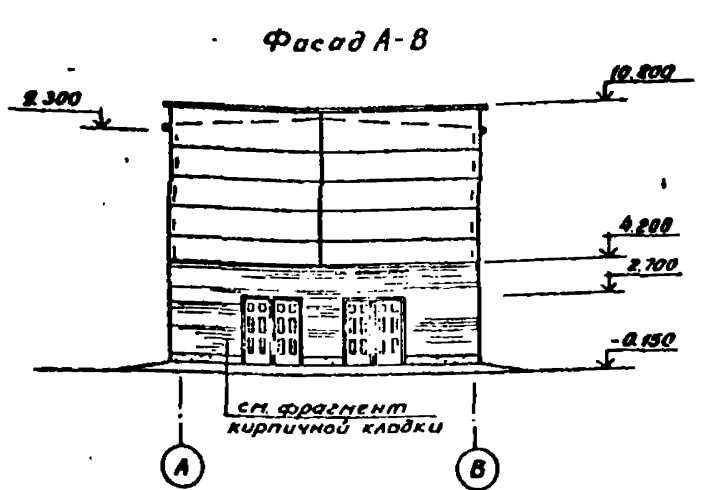 Фасад А-В
10.800
9.300
4.200
2.700
-0.150
см. фрагмент
кирпичной кладки
А
В